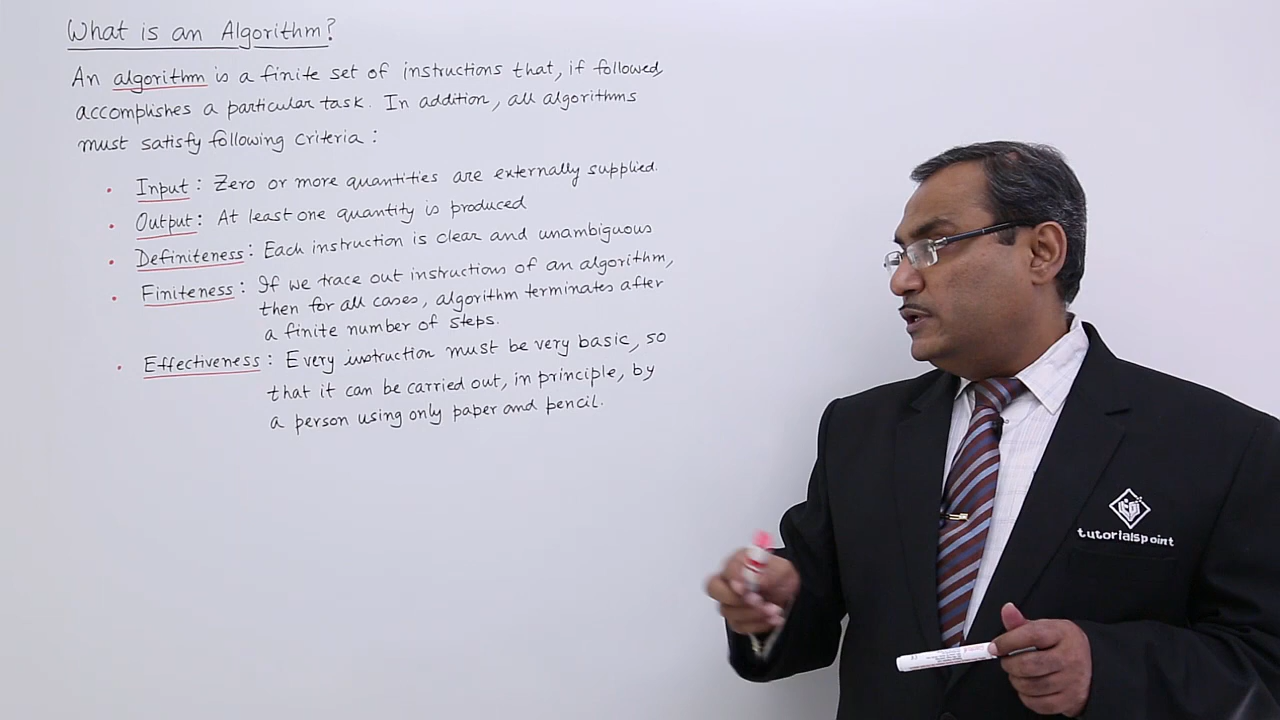 What is an Algorithm?
An algorithm is a finite set of instructions that, if followed,
accomplishes a particular task. In addition, all algorithms
must satisfy following criteria :
• Input : Zero or more quantities are externally supplied.
• Output : At least one quantity is produced
• Definiteness : Each instruction is clear and unambiguous
• Finiteness : If we trace out instructions of an algorithm,
then for all cases, algorithm terminates after
a finite number of steps.
• Effectiveness : Every instruction must be very basic, so
that it can be carried out, in principle, by
a person using only paper and pencil.
tutorialspoint